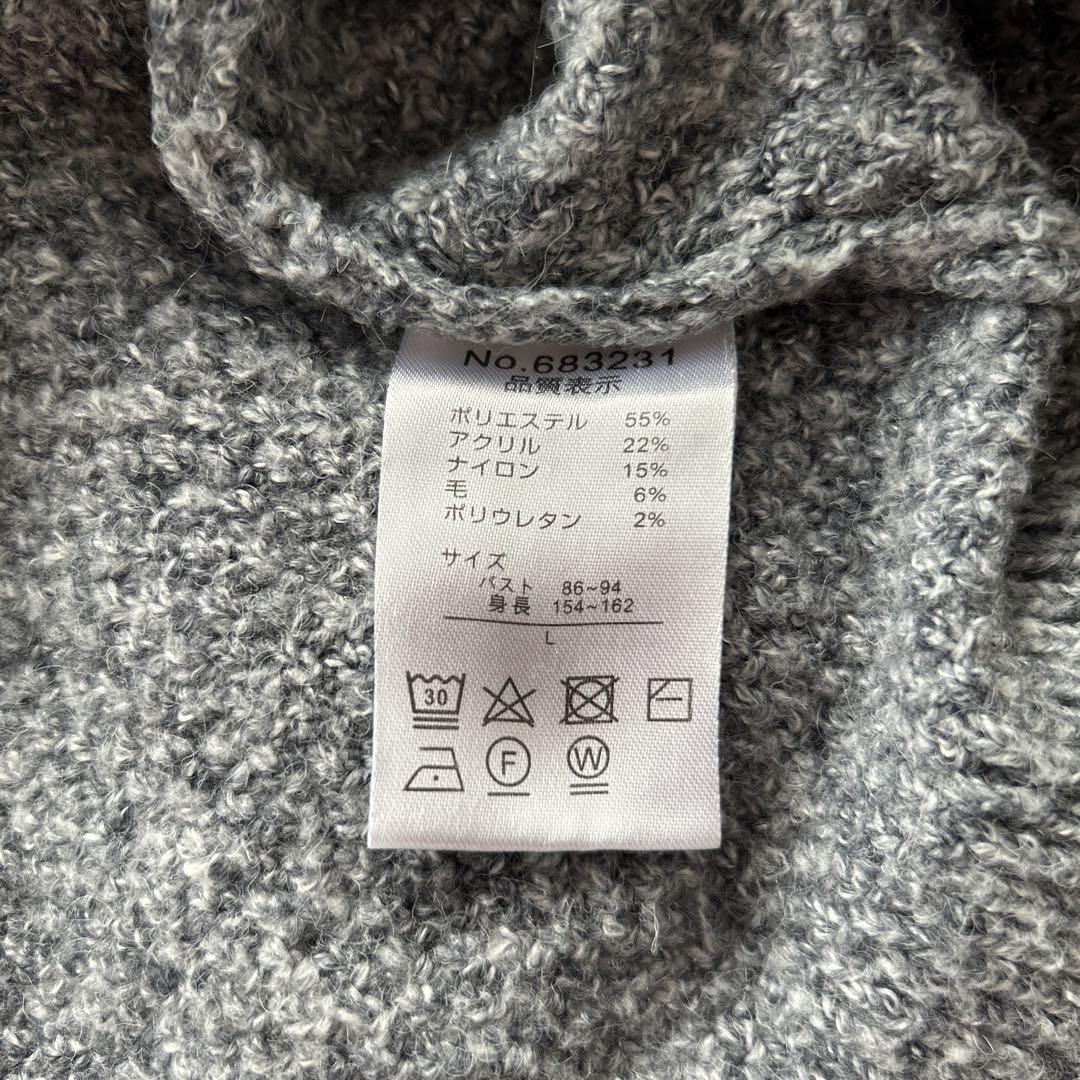 No.683231
品質表示
ポリエステル 55%
アクリル 22%
ナイロン 15%
毛 6%
ポリウレタン 2%
サイズ
バスト 86~94
身長 154~162
L
30
F
W